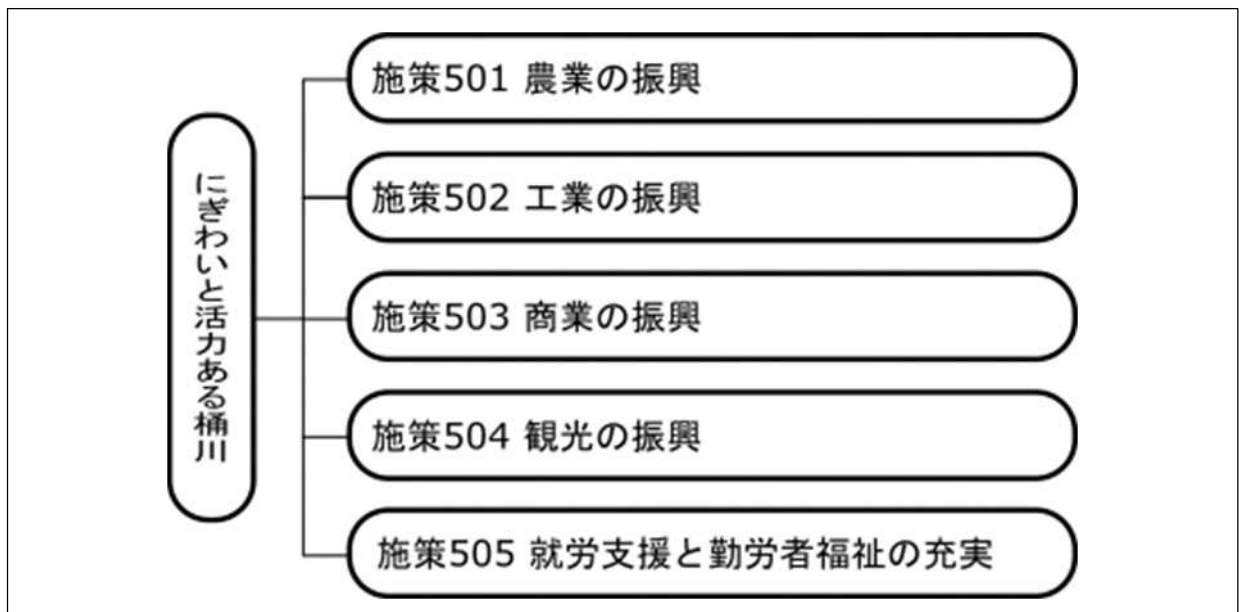 にぎわいと活力ある桶川
施策501 農業の振興
施策502 工業の振興
施策503 商業の振興
施策504 観光の振興
施策505 就労支援と勤労者福祉の充実